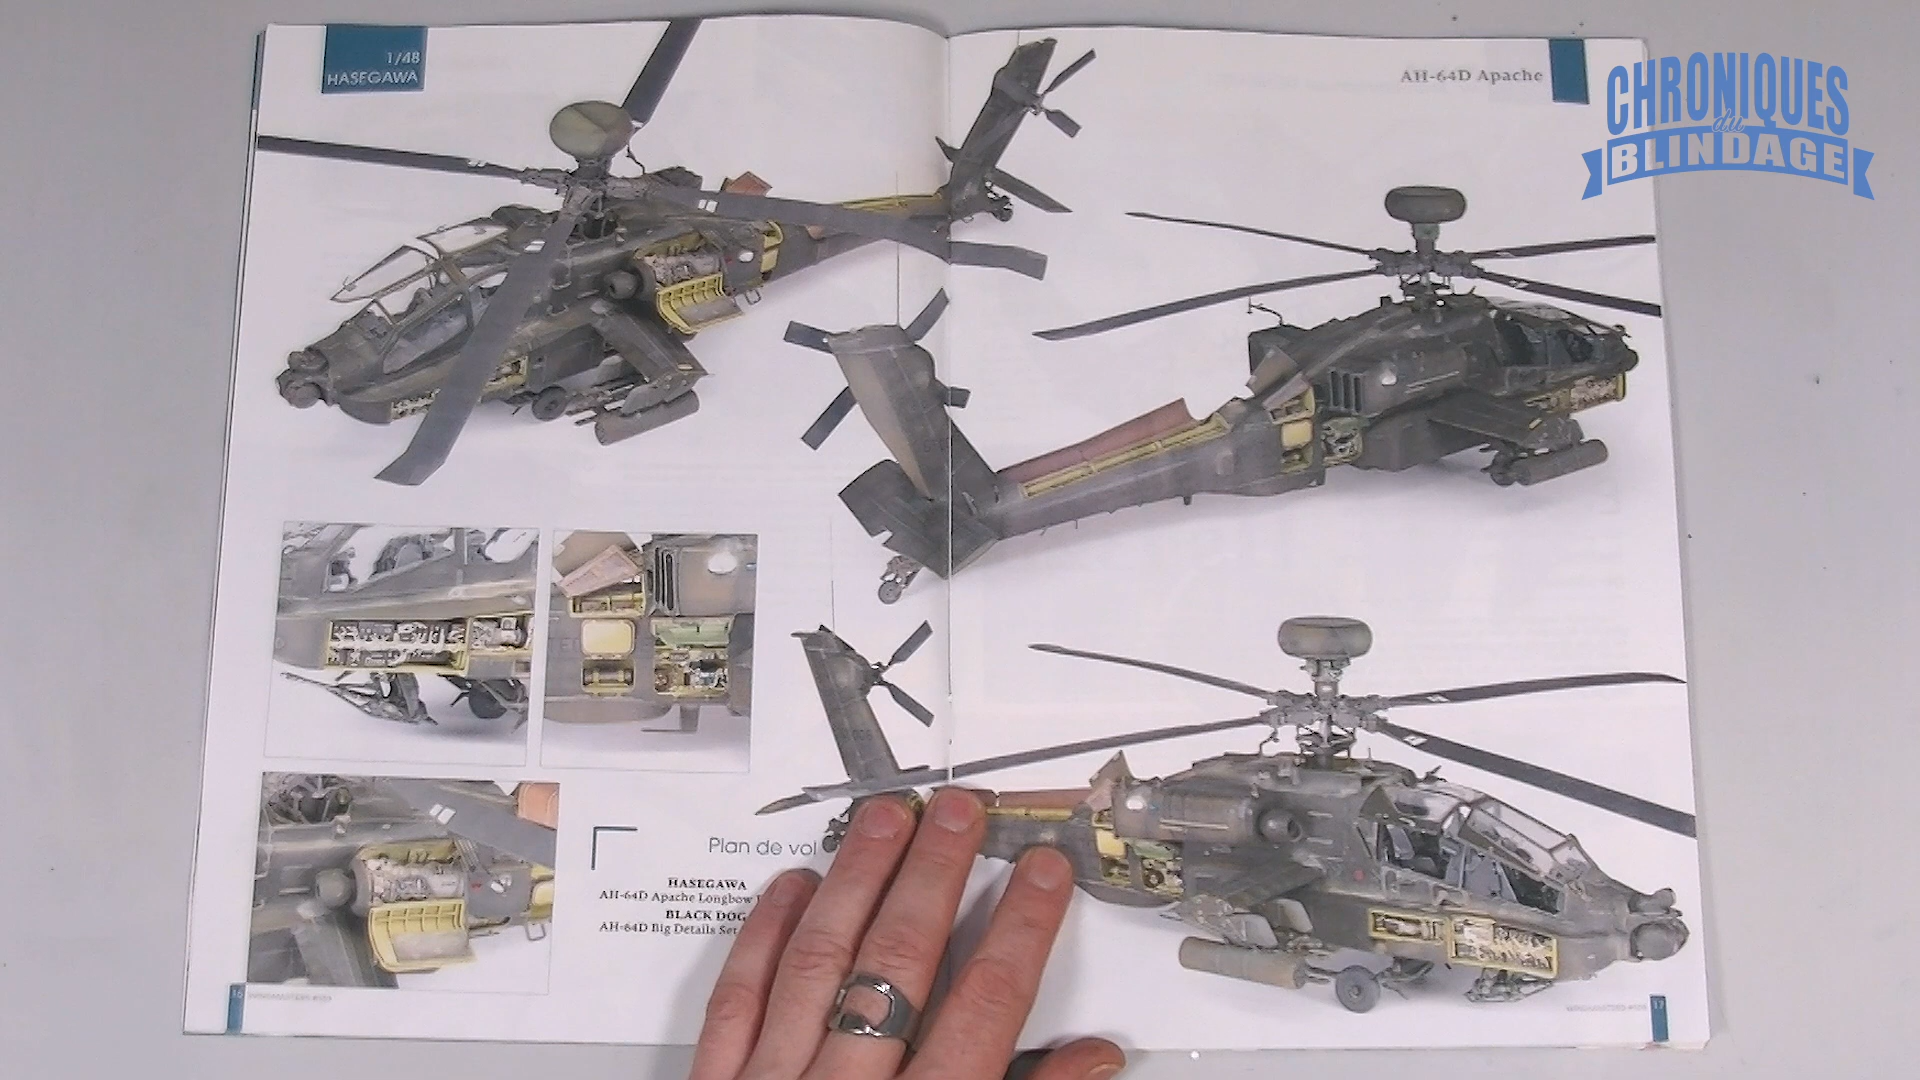 1/48
HASEGAWA
AH-64D Apache
CHRONIQUES
du
BLINDAGE
Plan de vol
HASEGAWA
AH-64D Apache Longbow
BLACK DOG
AH-64D Big Details Set
16
17